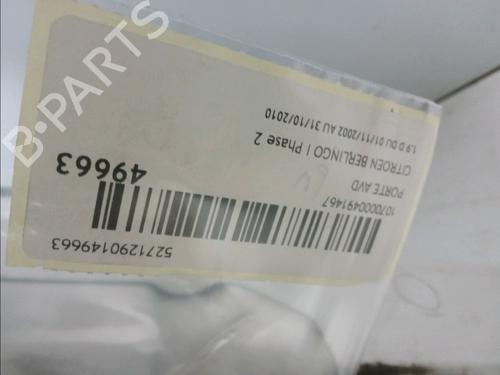 B-PARTS
5271290149663
1070000491467
PORTE AVD
CITROEN BERLINGO I Phase 2
1.9 D DU 01/11/2002 AU 31/10/2010
49663